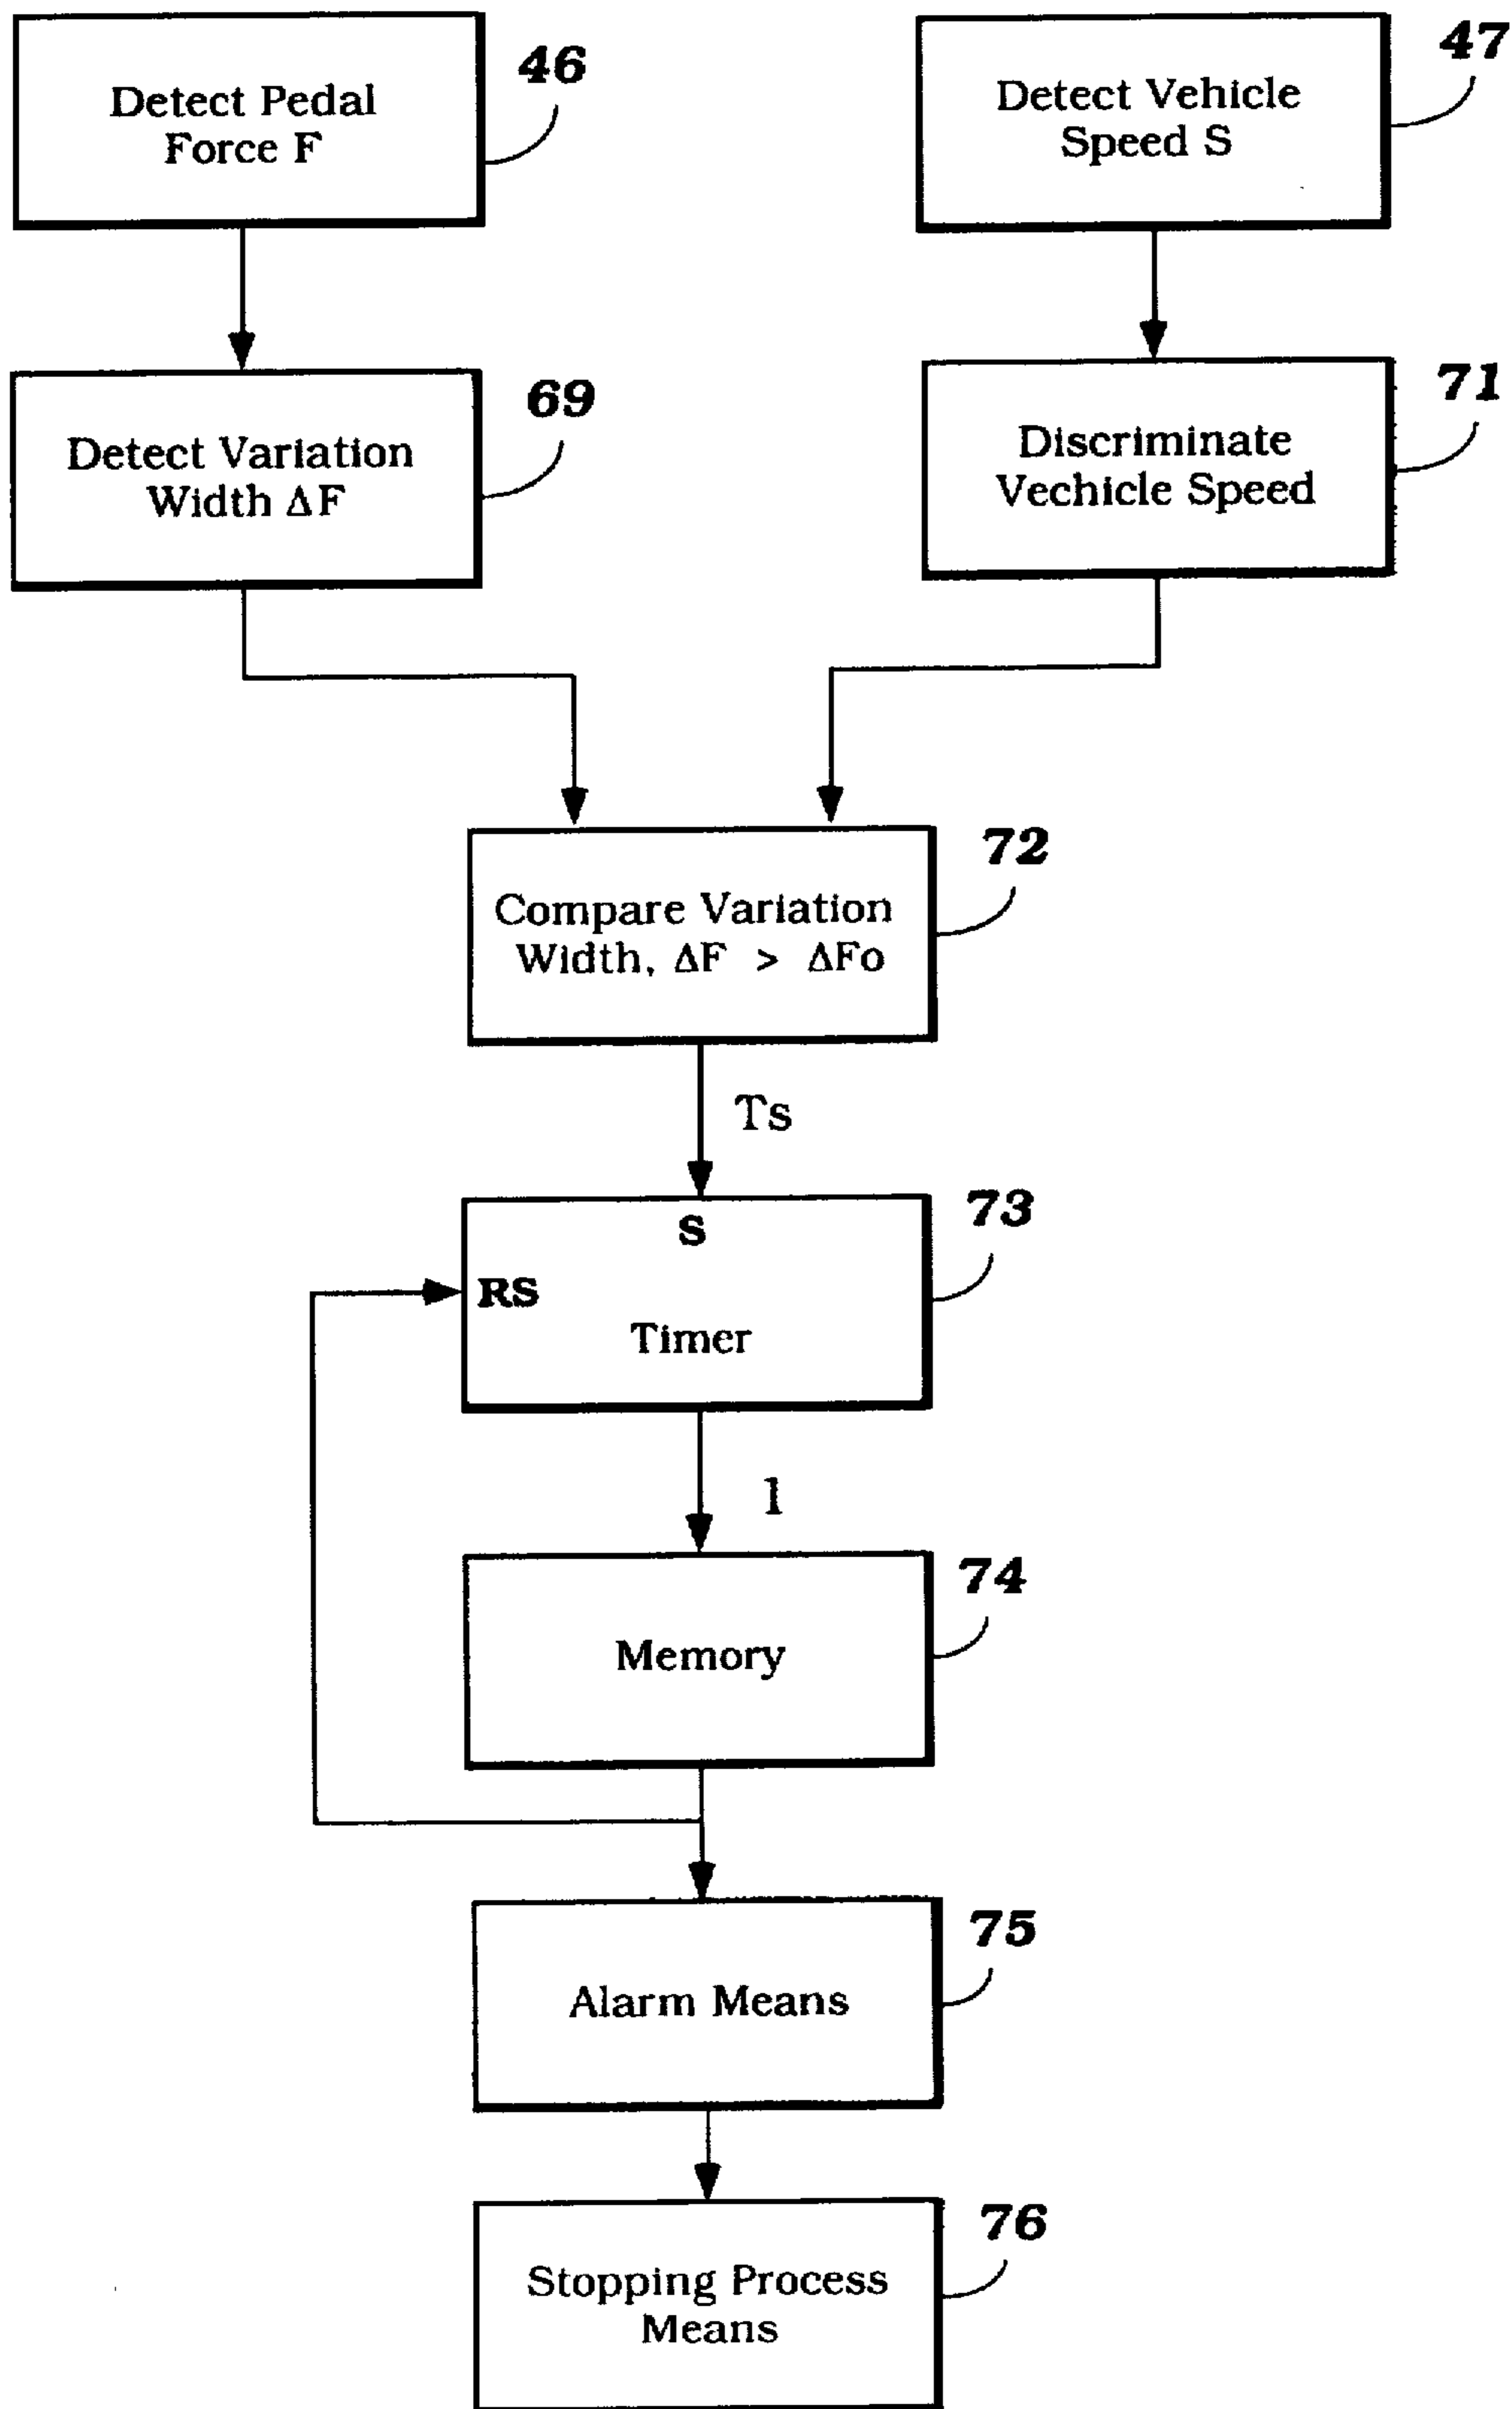 Detect Pedal
Force F
46
Detect Vehicle
Speed S
47
Detect Variation
Width ΔF
69
Discriminate
Vechicle Speed
71
Compare Variation
Width, ΔF > ΔFo
72
Ts
S
RS
Timer
73
1
Memory
74
Alarm Means
75
Stopping Process
Means
76